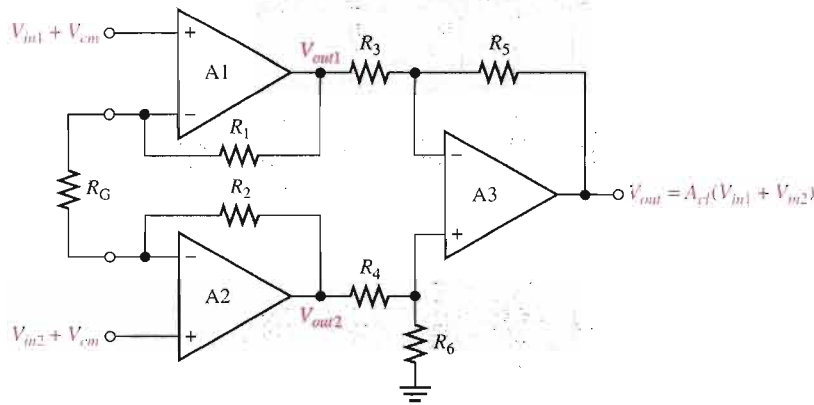 V_in1 + V_cm
+
A1
−
V_out1
R_3
R_5
R_1
R_G
R_2
−
A3
+
V_out = A_cl(V_in1 + V_in2)
−
A2
+
R_4
V_out2
V_in2 + V_cm
R_6